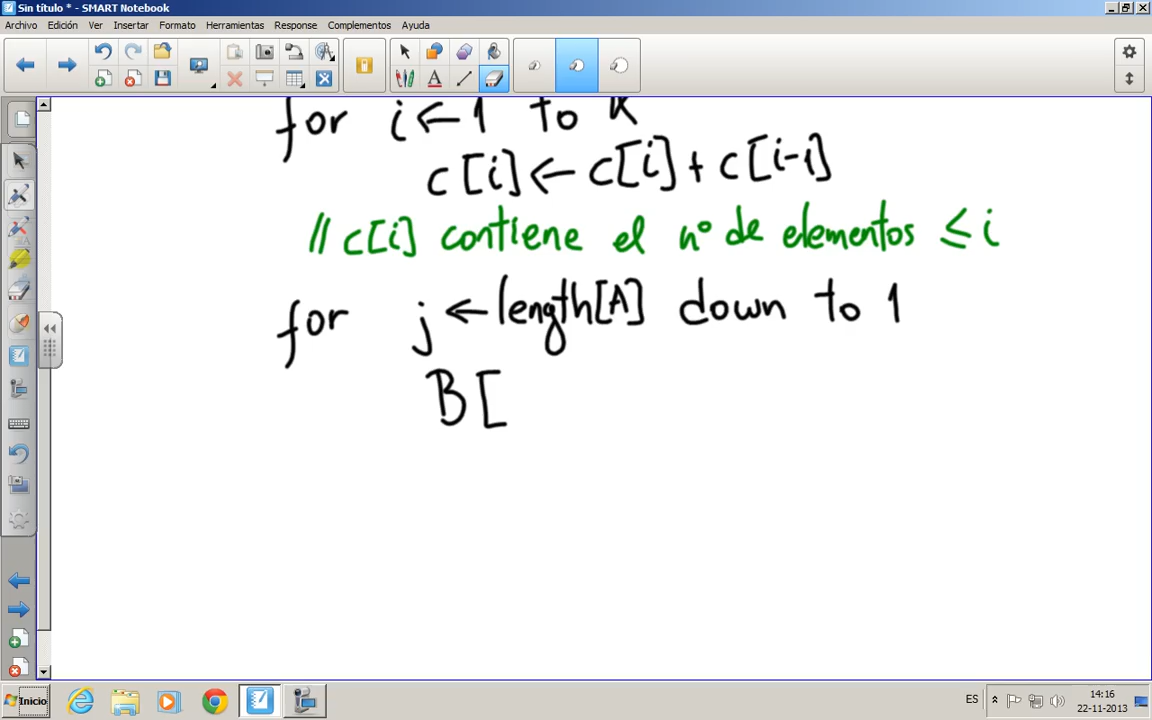 Sin título * - SMART Notebook
Archivo Edición Ver Insertar Formato Herramientas Response Complementos Ayuda
for i ← 1 to K
c[i] ← c[i] + c[i-1]
// c[i] contiene el nº de elementos ≤ i
for j ← length[A] down to 1
B[
Inicio
ES
14:16
22-11-2013